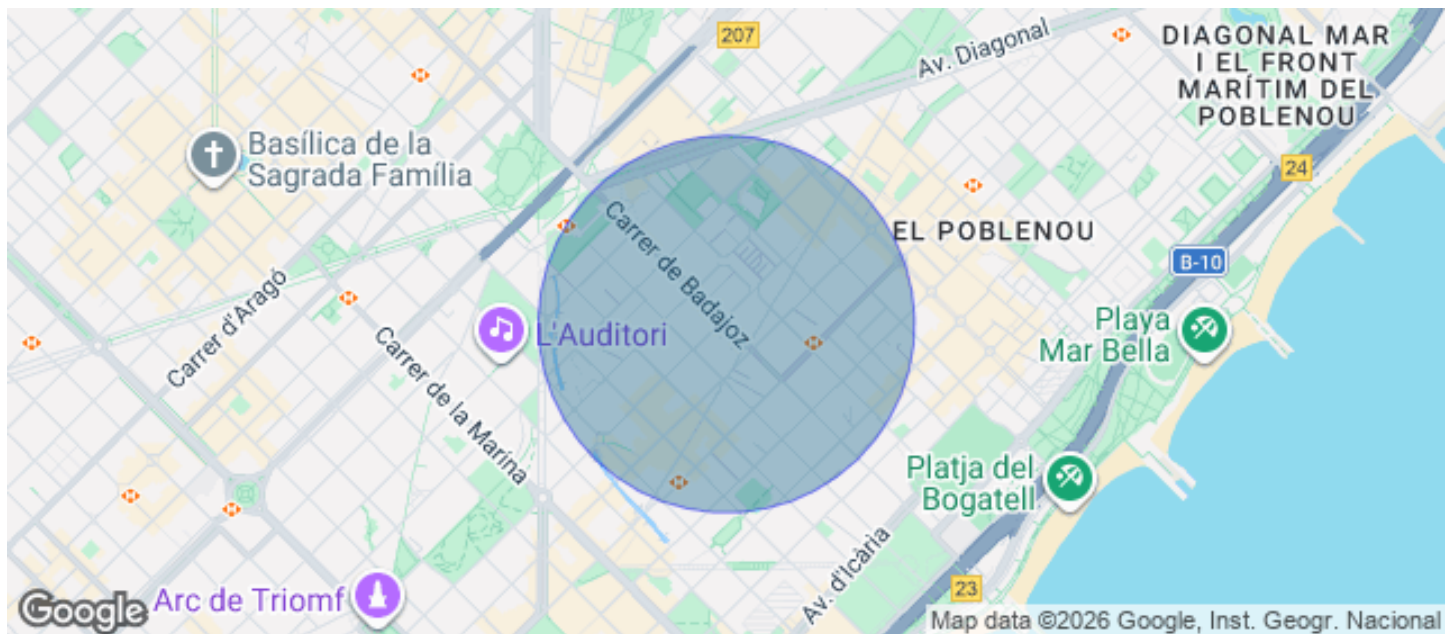 207
Av. Diagonal
DIAGONAL MAR
I EL FRONT
MARÍTIM DEL
POBLENOU
Basílica de la
Sagrada Família
24
Carrer de Badajoz
EL POBLENOU
B-10
Carrer d'Aragó
L'Auditori
Playa
Mar Bella
Carrer de la Marina
Platja del
Bogatell
Av. d'Icària
23
Arc de Triomf
Google
Map data ©2026 Google, Inst. Geogr. Nacional